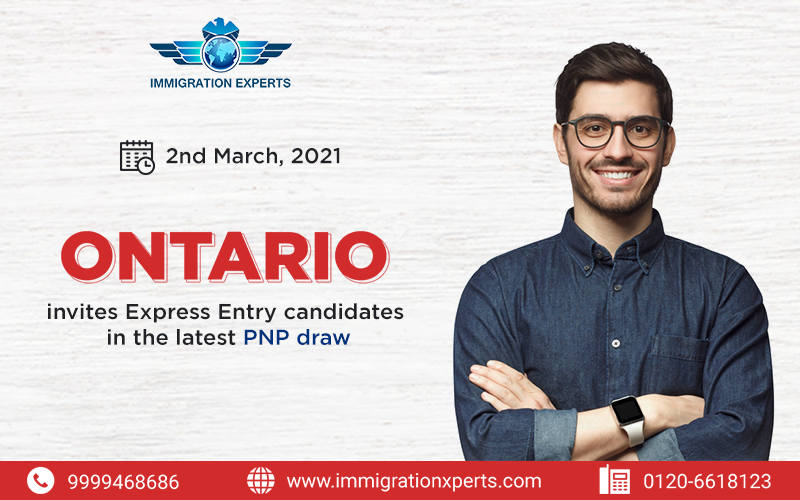 IMMIGRATION EXPERTS
2nd March, 2021
ONTARIO
invites Express Entry candidates
in the latest PNP draw
9999468686
www.immigrationxperts.com
0120-6618123